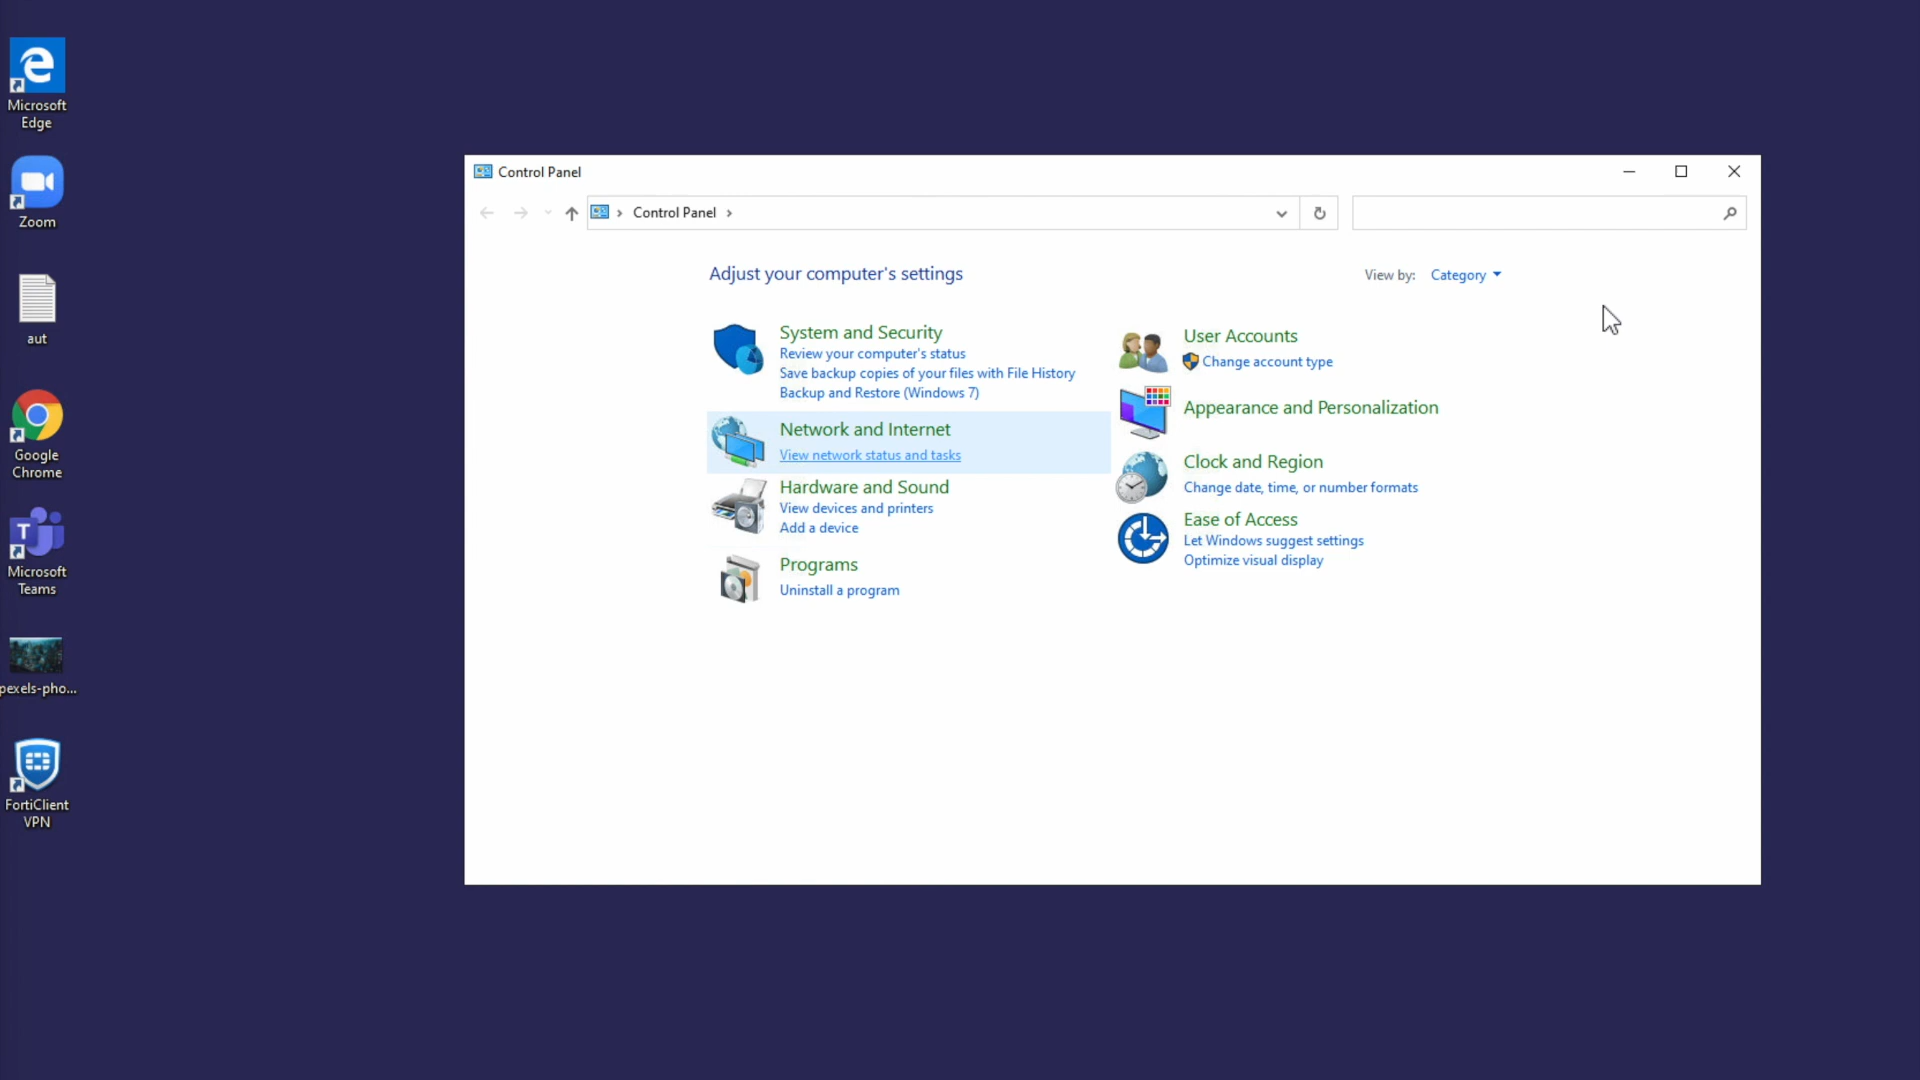 Microsoft
Edge
Zoom
aut
Google
Chrome
Microsoft
Teams
pexels-pho...
FortiClient
VPN
Control Panel
Control Panel
Adjust your computer's settings
View by: Category
System and Security
Review your computer's status
Save backup copies of your files with File History
Backup and Restore (Windows 7)
Network and Internet
View network status and tasks
Hardware and Sound
View devices and printers
Add a device
Programs
Uninstall a program
User Accounts
Change account type
Appearance and Personalization
Clock and Region
Change date, time, or number formats
Ease of Access
Let Windows suggest settings
Optimize visual display